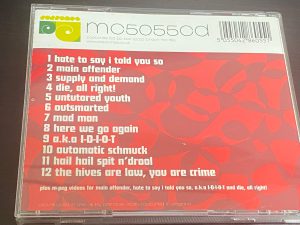 poptones
mc5055cd
1 hate to say i told you so
2 main offender
3 supply and demand
4 die, all right!
5 untutored youth
6 outsmarted
7 mad man
8 here we go again
9 a.k.a I-D-I-O-T
10 automatic schmuck
11 hail hail spit n'drool
12 the hives are law, you are crime
plus m-peg videos for main offender, hate to say i told you so, a.k.a I-D-I-O-T and die, all right!